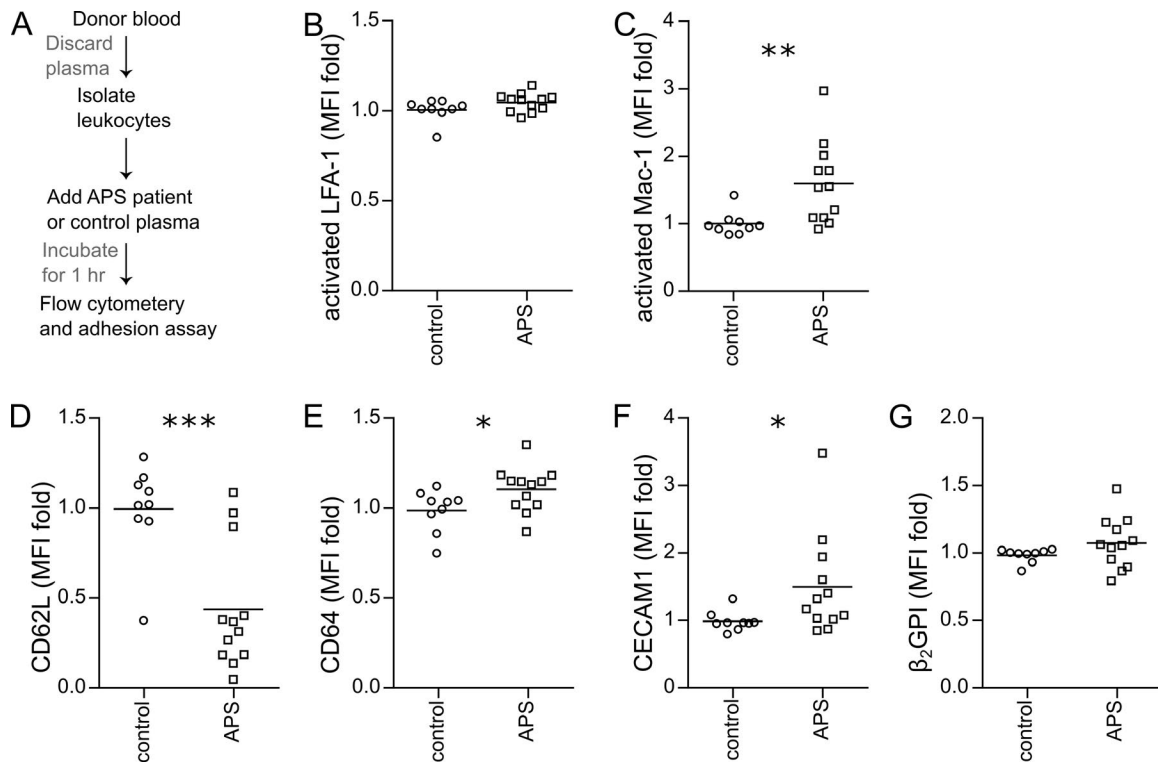 A
Donor blood
Discard
plasma
Isolate
leukocytes
Add APS patient
or control plasma
Incubate
for 1 hr
Flow cytometery
and adhesion assay
B
activated LFA-1 (MFI fold)
1.5
1.0
0.5
0.0
control
APS
C
activated Mac-1 (MFI fold)
4
3
2
1
0
**
control
APS
D
CD62L (MFI fold)
1.5
1.0
0.5
0.0
***
control
APS
E
CD64 (MFI fold)
1.5
1.0
0.5
0.0
*
control
APS
F
CECAM1 (MFI fold)
4
3
2
1
0
*
control
APS
G
β₂GPI (MFI fold)
2.0
1.5
1.0
0.5
0.0
control
APS